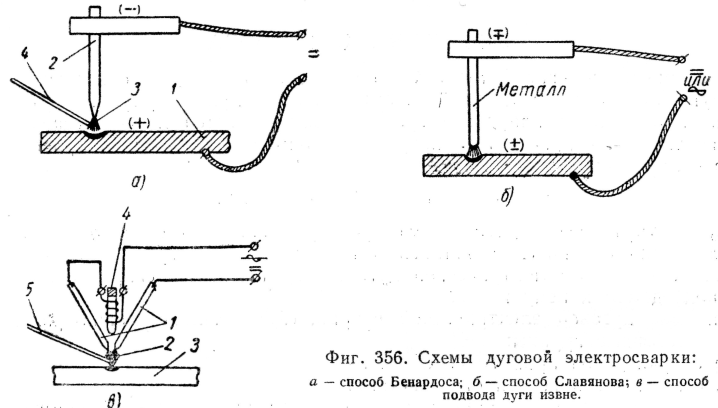 (-)
2
4
3
(+)
1
=
а)
(∓)
Металл
(±)
=
или
~
б)
4
~
=
5
1
2
3
в)
Фиг. 356. Схемы дуговой электросварки:
а — способ Бенардоса; б — способ Славянова; в — способ
подвода дуги извне.